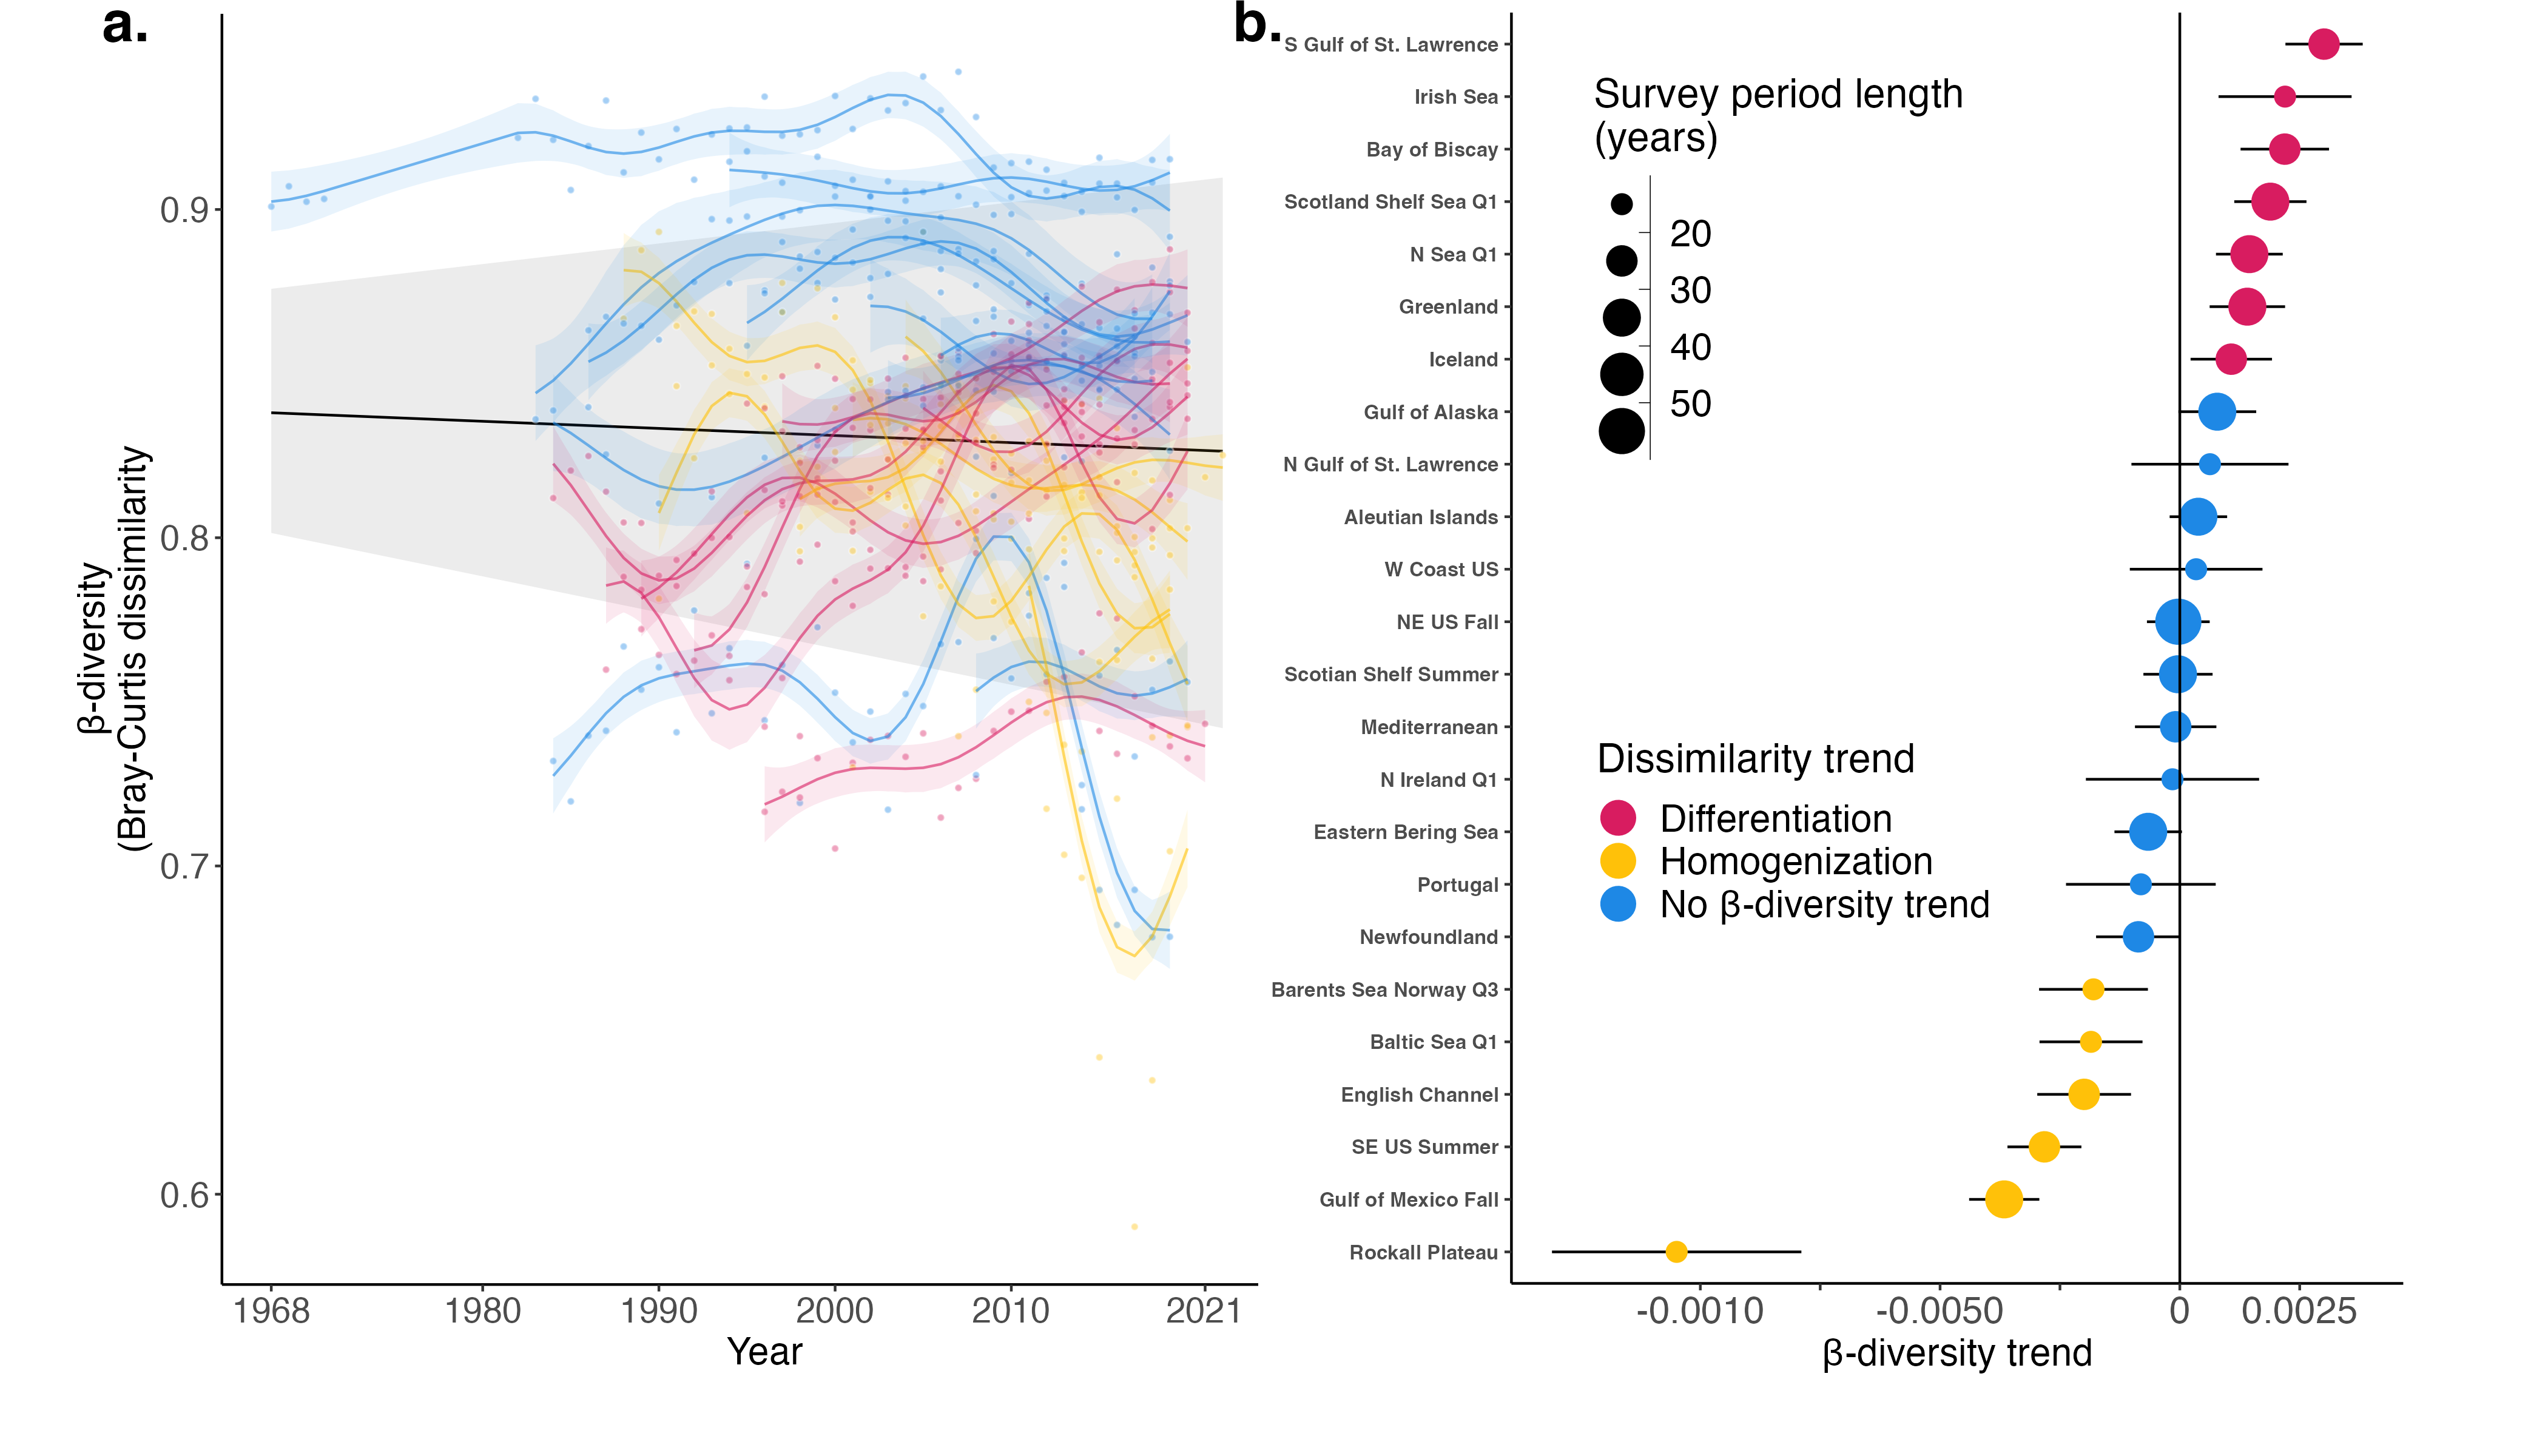 a.
0.9
0.8
0.7
0.6
β-diversity
(Bray-Curtis dissimilarity
1968
1980
1990
2000
2010
2021
Year
b.
S Gulf of St. Lawrence
Irish Sea
Bay of Biscay
Scotland Shelf Sea Q1
N Sea Q1
Greenland
Iceland
Gulf of Alaska
N Gulf of St. Lawrence
Aleutian Islands
W Coast US
NE US Fall
Scotian Shelf Summer
Mediterranean
N Ireland Q1
Eastern Bering Sea
Portugal
Newfoundland
Barents Sea Norway Q3
Baltic Sea Q1
English Channel
SE US Summer
Gulf of Mexico Fall
Rockall Plateau
Survey period length
(years)
20
30
40
50
Dissimilarity trend
Differentiation
Homogenization
No β-diversity trend
-0.0010
-0.0050
0
0.0025
β-diversity trend